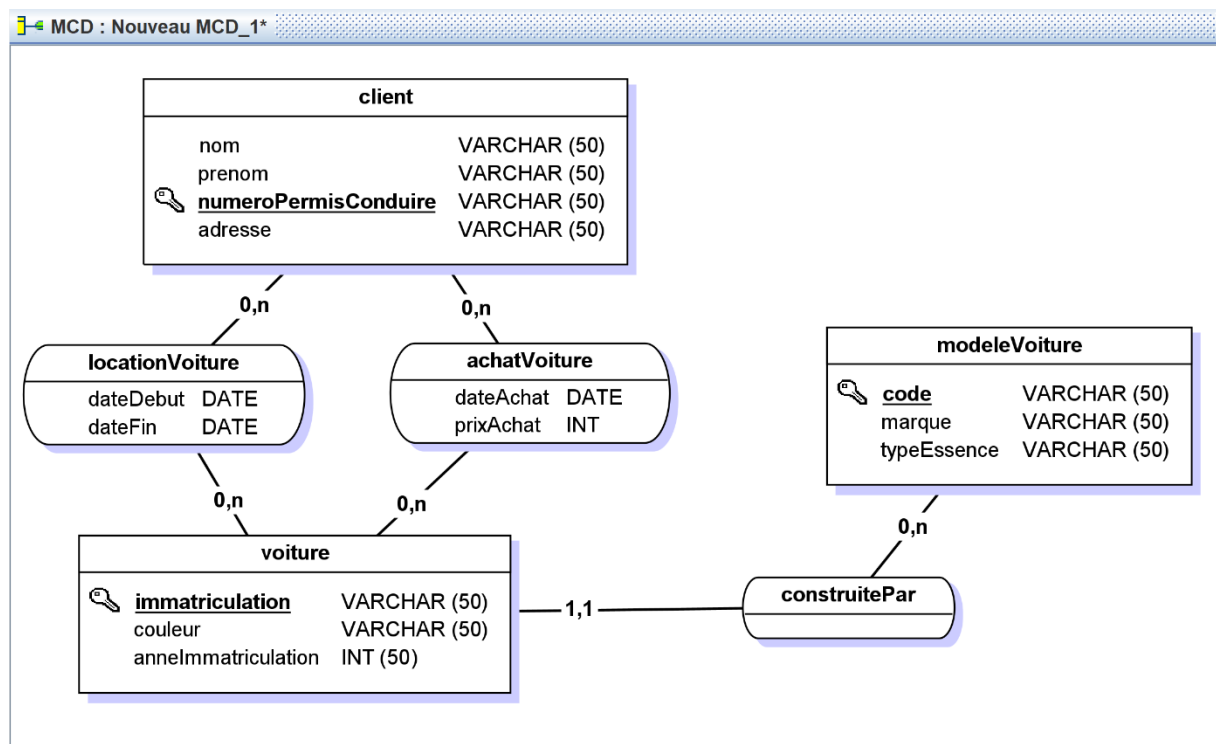 MCD : Nouveau MCD_1*
client
nom VARCHAR (50)
prenom VARCHAR (50)
numeroPermisConduire VARCHAR (50)
adresse VARCHAR (50)
0,n
0,n
locationVoiture
dateDebut DATE
dateFin DATE
achatVoiture
dateAchat DATE
prixAchat INT
modeleVoiture
code VARCHAR (50)
marque VARCHAR (50)
typeEssence VARCHAR (50)
0,n
0,n
0,n
voiture
immatriculation VARCHAR (50)
couleur VARCHAR (50)
anneImmatriculation INT (50)
1,1
construitePar